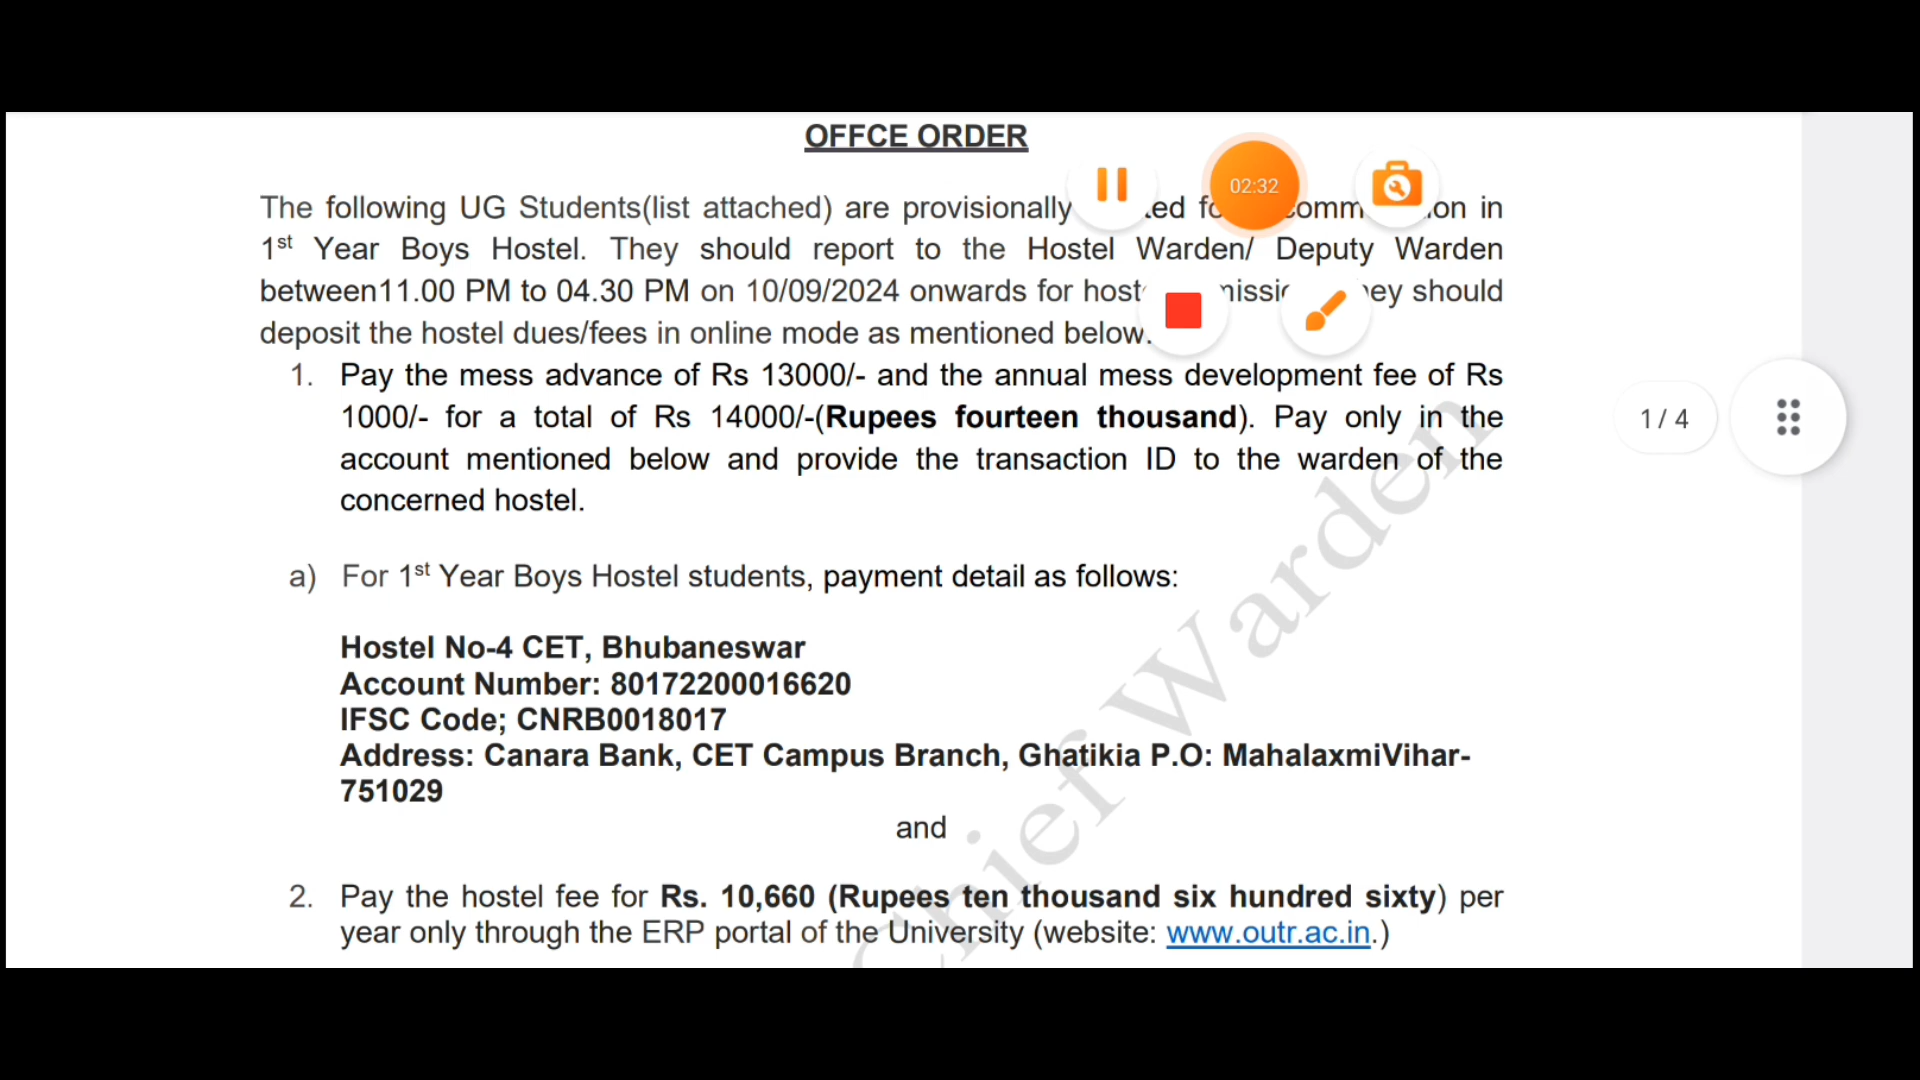 OFFCE ORDER
The following UG Students(list attached) are provisionally in
1st Year Boys Hostel. They should report to the Hostel Warden/ Deputy Warden
between11.00 PM to 04.30 PM on 10/09/2024 onwards for should
deposit the hostel dues/fees in online mode as mentioned below.
1. Pay the mess advance of Rs 13000/- and the annual mess development fee of Rs
1000/- for a total of Rs 14000/-(Rupees fourteen thousand). Pay only in the
account mentioned below and provide the transaction ID to the warden of the
concerned hostel.
a) For 1st Year Boys Hostel students, payment detail as follows:
Hostel No-4 CET, Bhubaneswar
Account Number: 80172200016620
IFSC Code; CNRB0018017
Address: Canara Bank, CET Campus Branch, Ghatikia P.O: MahalaxmiVihar-
751029
and
2. Pay the hostel fee for Rs. 10,660 (Rupees ten thousand six hundred sixty) per
year only through the ERP portal of the University (website: www.outr.ac.in.)
02:32
1 / 4
Chief Warden